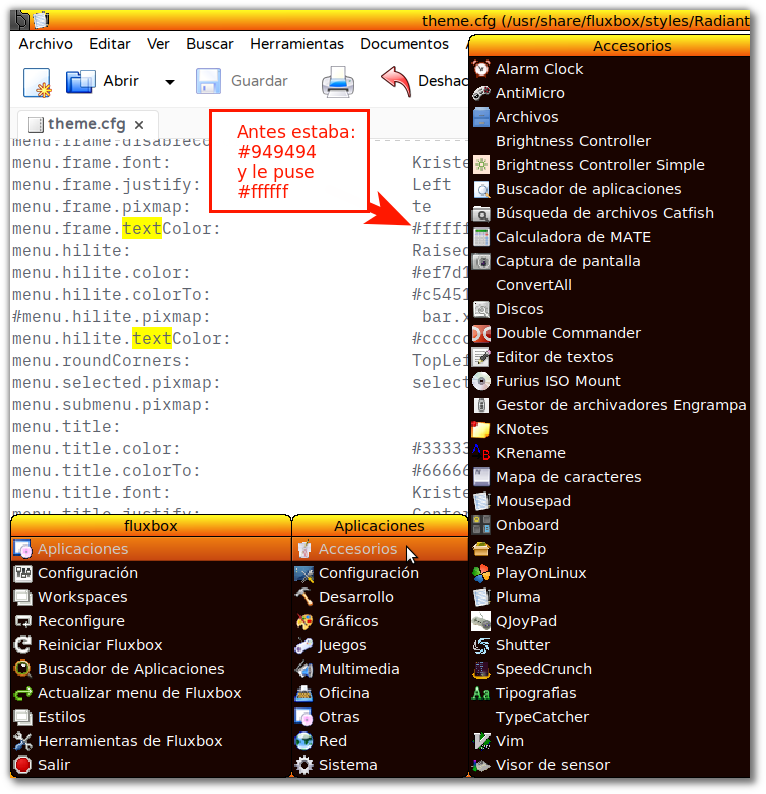 theme.cfg (/usr/share/fluxbox/styles/Radiant
Archivo Editar Ver Buscar Herramientas Documentos
Abrir Guardar Deshac
theme.cfg ×
menu.frame.disableCo
menu.frame.font: Kriste
menu.frame.justify: Left
menu.frame.pixmap: te
menu.frame.textColor: #fffff
menu.hilite: Raised
menu.hilite.color: #ef7d1
menu.hilite.colorTo: #c5451
#menu.hilite.pixmap: bar.x
menu.hilite.textColor: #ccccc
menu.roundCorners: TopLef
menu.selected.pixmap: select
menu.submenu.pixmap:
menu.title:
menu.title.color: #33333
menu.title.colorTo: #66666
menu.title.font: Kriste
menu.title.justify: Center
Antes estaba:
#949494
y le puse
#ffffff
fluxbox
Aplicaciones
Configuración
Workspaces
Reconfigure
Reiniciar Fluxbox
Buscador de Aplicaciones
Actualizar menu de Fluxbox
Estilos
Herramientas de Fluxbox
Salir
Aplicaciones
Accesorios
Configuración
Desarrollo
Gráficos
Juegos
Multimedia
Oficina
Otras
Red
Sistema
Accesorios
Alarm Clock
AntiMicro
Archivos
Brightness Controller
Brightness Controller Simple
Buscador de aplicaciones
Búsqueda de archivos Catfish
Calculadora de MATE
Captura de pantalla
ConvertAll
Discos
Double Commander
Editor de textos
Furius ISO Mount
Gestor de archivadores Engrampa
KNotes
KRename
Mapa de caracteres
Mousepad
Onboard
PeaZip
PlayOnLinux
Pluma
QJoyPad
Shutter
SpeedCrunch
Tipografias
TypeCatcher
Vim
Visor de sensor